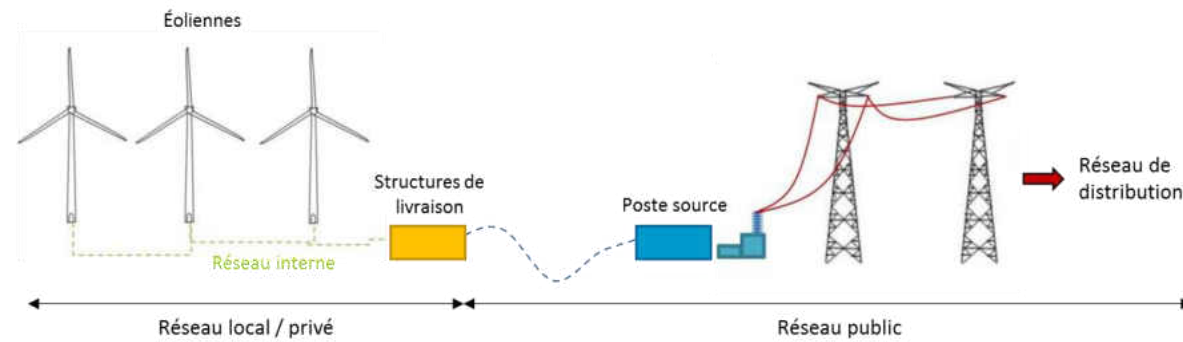 Éoliennes
Structures de
livraison
Poste source
Réseau de
distribution
Réseau interne
Réseau local / privé
Réseau public